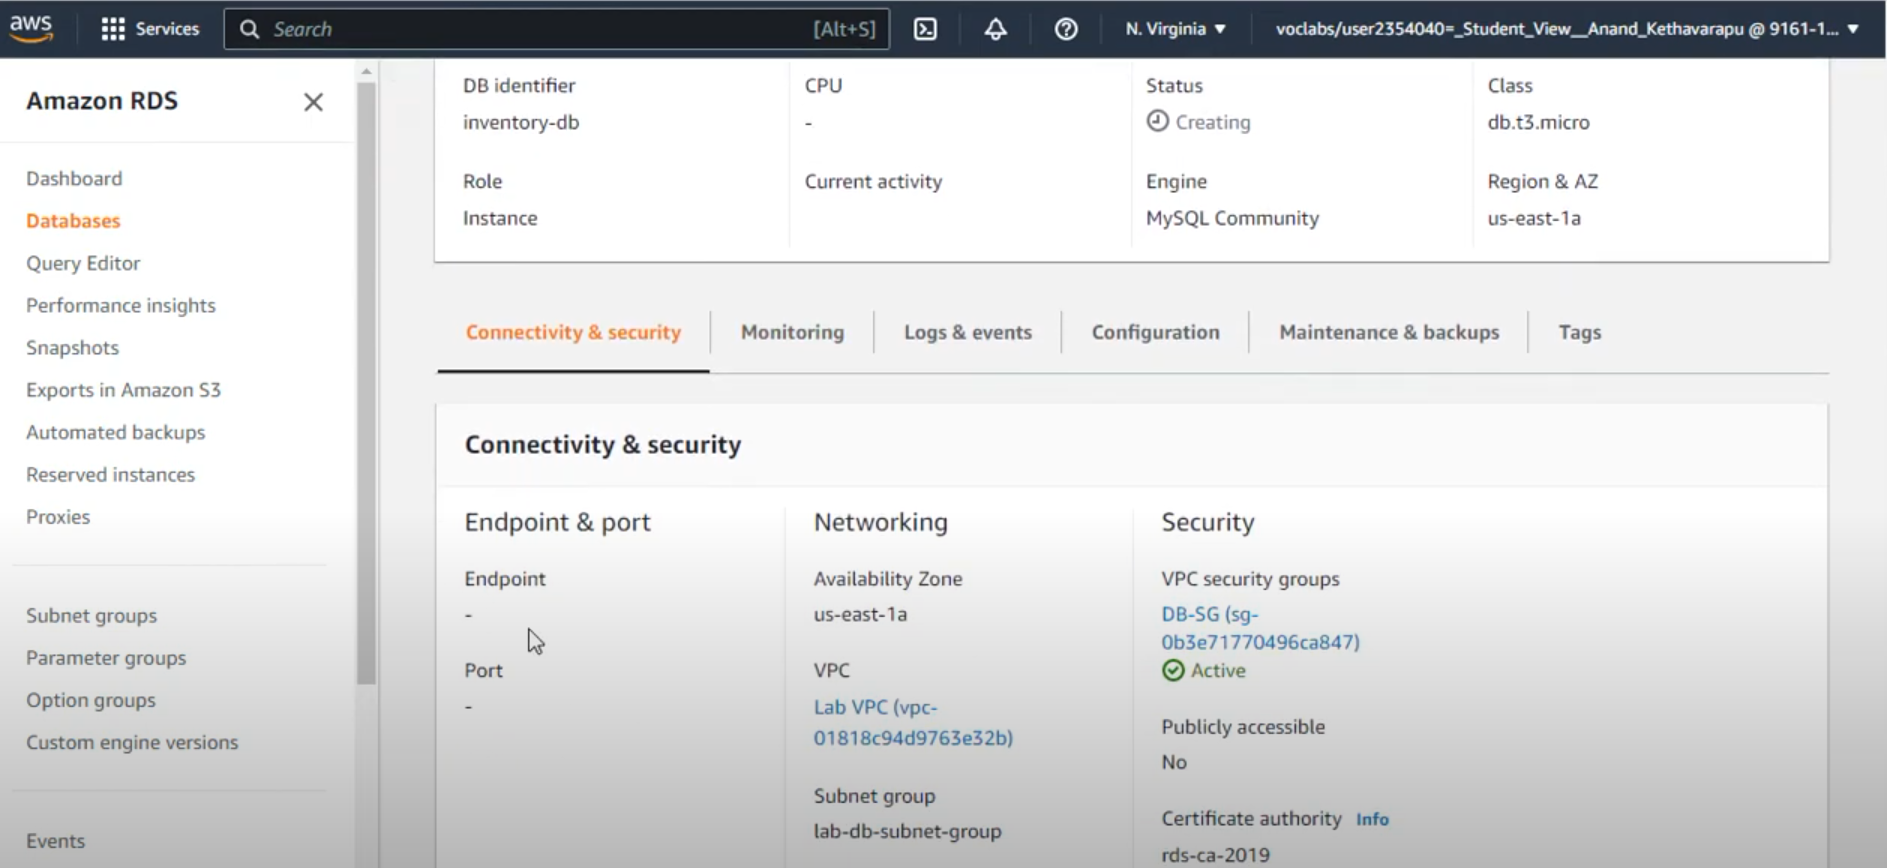 aws
Services
Search
[Alt+S]
N. Virginia ▼
voclabs/user2354040=_Student_View__Anand_Kethavarapu @ 9161-1... ▼
Amazon RDS
Dashboard
Databases
Query Editor
Performance insights
Snapshots
Exports in Amazon S3
Automated backups
Reserved instances
Proxies
Subnet groups
Parameter groups
Option groups
Custom engine versions
Events
DB identifier
inventory-db
CPU
-
Status
Creating
Class
db.t3.micro
Role
Instance
Current activity
Engine
MySQL Community
Region & AZ
us-east-1a
Connectivity & security
Monitoring
Logs & events
Configuration
Maintenance & backups
Tags
Connectivity & security
Endpoint & port
Endpoint
-
Port
-
Networking
Availability Zone
us-east-1a
VPC
Lab VPC (vpc-
01818c94d9763e32b)
Subnet group
lab-db-subnet-group
Security
VPC security groups
DB-SG (sg-
0b3e71770496ca847)
Active
Publicly accessible
No
Certificate authority Info
rds-ca-2019